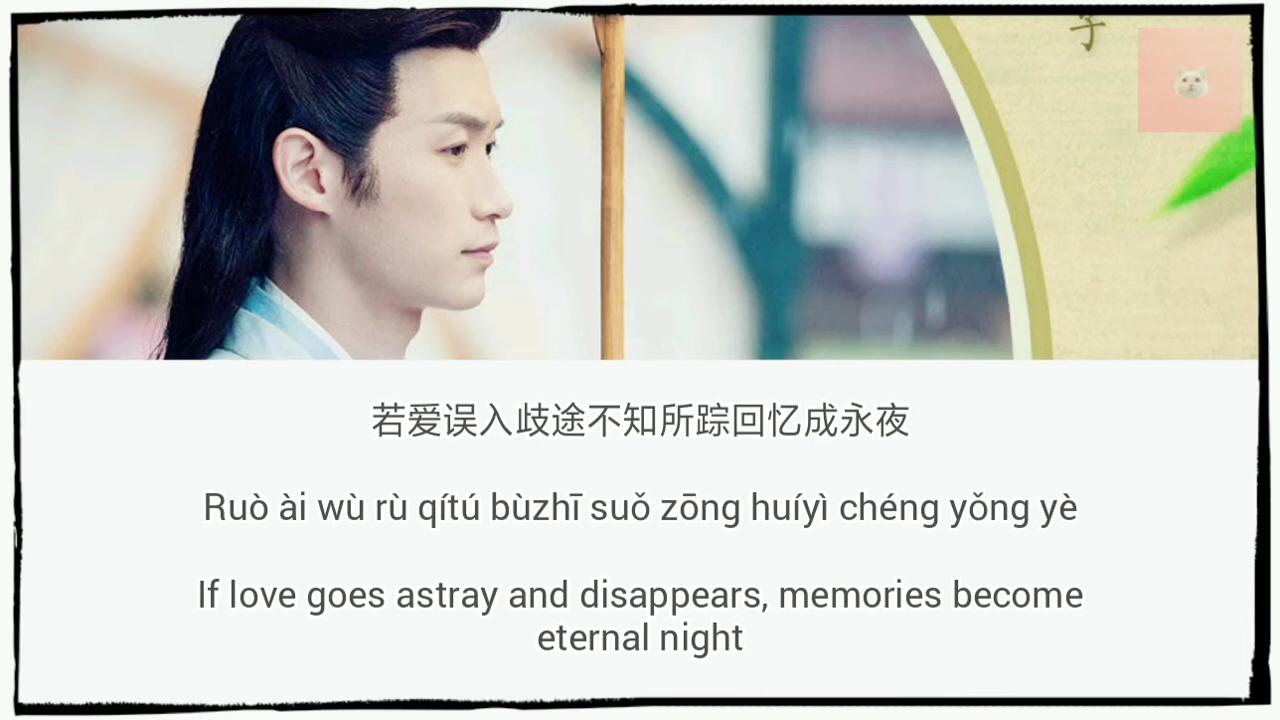 子
若爱误入歧途不知所踪回忆成永夜
Ruò ài wù rù qítú bùzhī suǒ zōng huíyì chéng yǒng yè
If love goes astray and disappears, memories become
eternal night